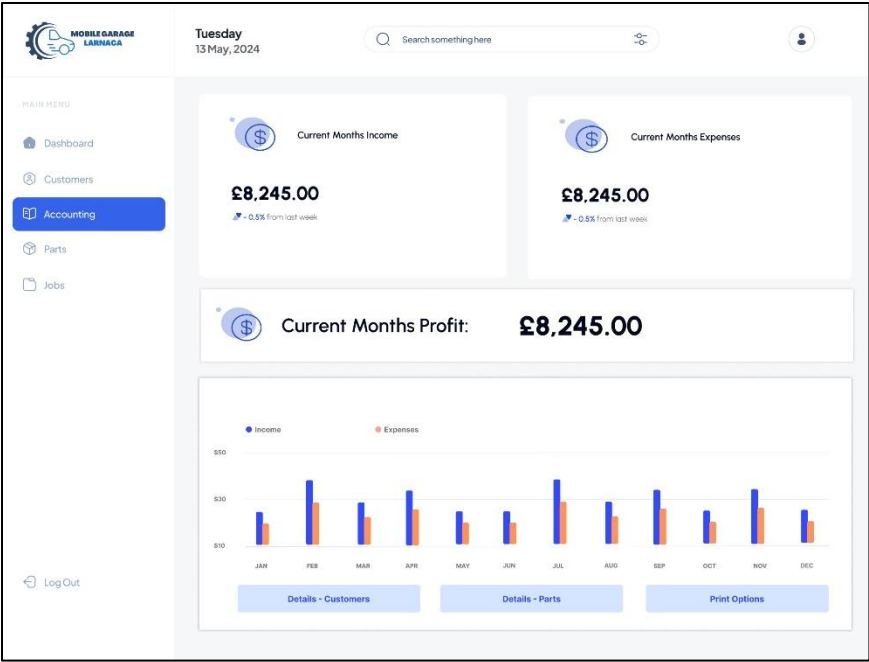 MOBILE GARAGE
LARNACA
Tuesday
13 May, 2024
Search something here
MAIN MENU
Dashboard
Customers
Accounting
Parts
Jobs
Log Out
Current Months Income
£8,245.00
- 0.5% from last week
Current Months Expenses
£8,245.00
- 0.5% from last week
Current Months Profit: £8,245.00
Income Expenses
$50
$30
$10
JAN FEB MAR APR MAY JUN JUL AUG SEP OCT NOV DEC
Details - Customers
Details - Parts
Print Options